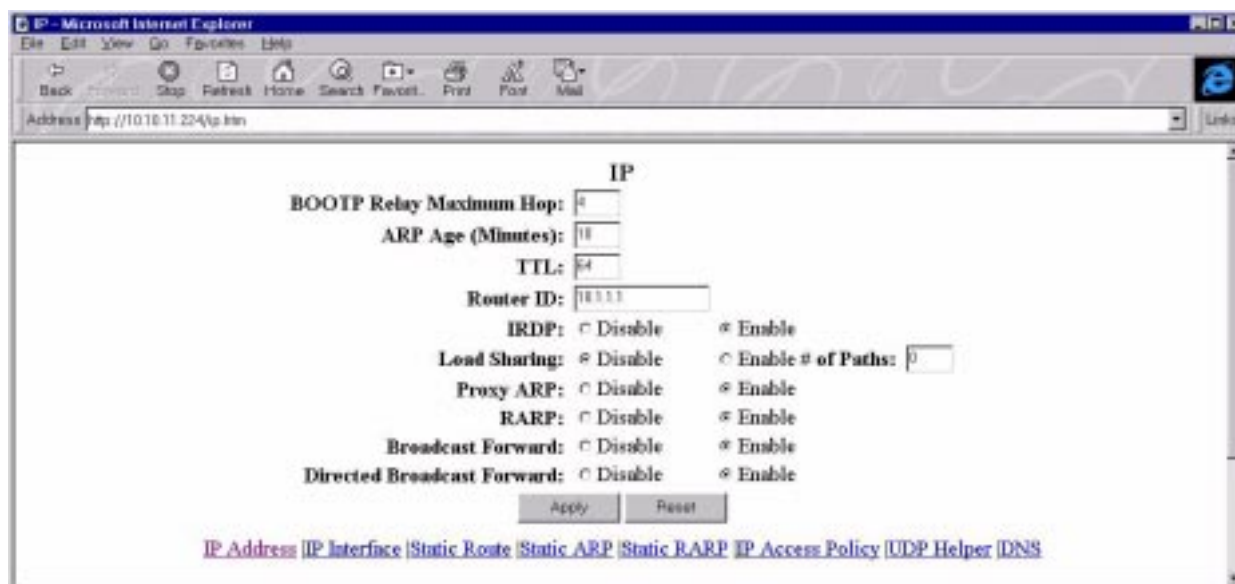 IP - Microsoft Internet Explorer
File Edit View Go Favorites Help
Back Forward Stop Refresh Home Search Favorit.. Print Font Mail
Address http://10.10.11.224/ip.htm Links
IP
BOOTP Relay Maximum Hop: 4
ARP Age (Minutes): 10
TTL: 64
Router ID: 10.1.1.1
IRDP: Disable Enable
Load Sharing: Disable Enable # of Paths: 0
Proxy ARP: Disable Enable
RARP: Disable Enable
Broadcast Forward: Disable Enable
Directed Broadcast Forward: Disable Enable
Apply Reset
IP Address |IP Interface |Static Route |Static ARP |Static RARP |IP Access Policy |UDP Helper |DNS